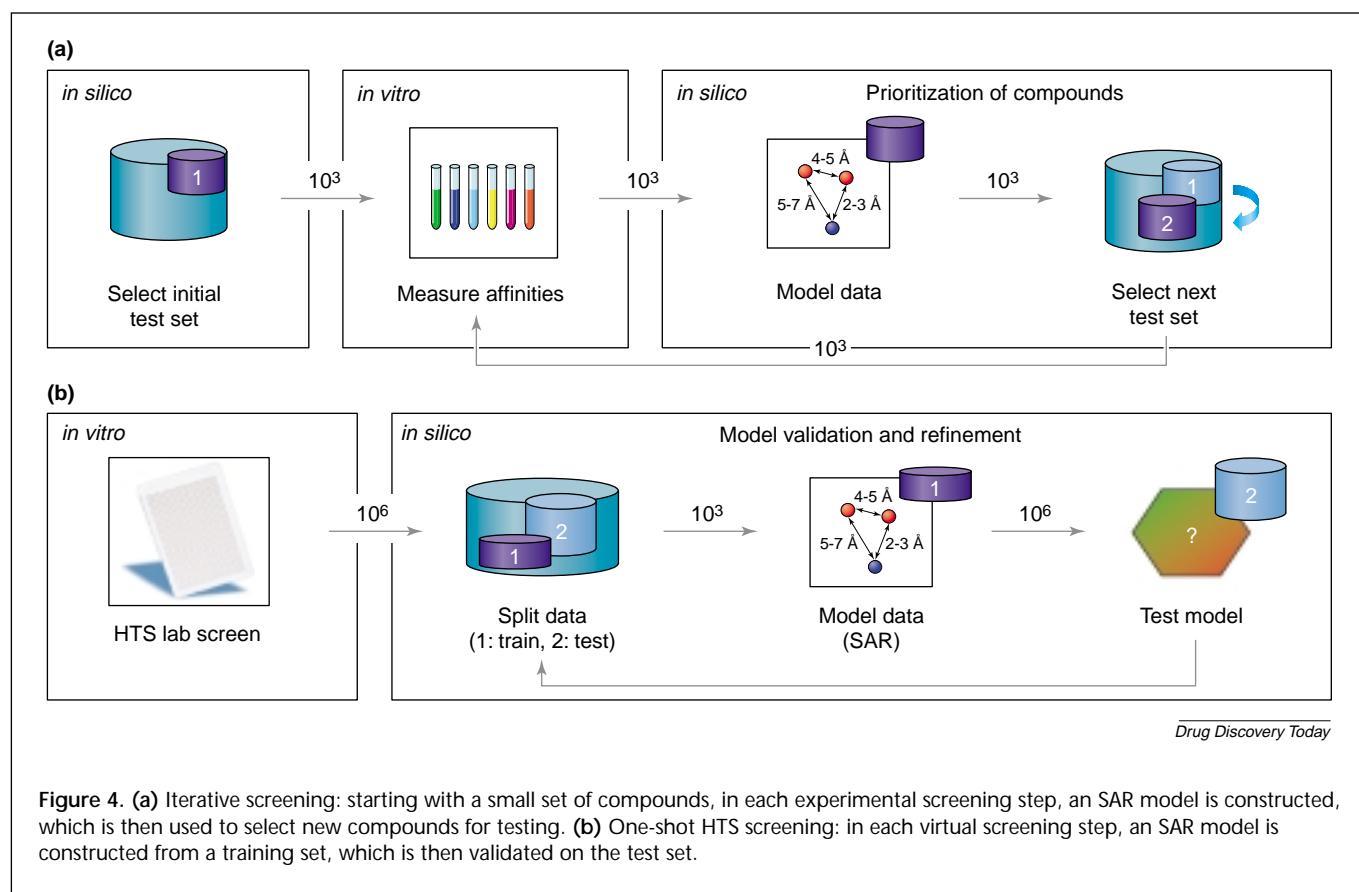 (a)
in silico
1
Select initial
test set
10³
in vitro
Measure affinities
10³
in silico
Prioritization of compounds
4-5 Å
5-7 Å
2-3 Å
Model data
10³
1
2
Select next
test set
10³
(b)
in vitro
HTS lab screen
10⁶
in silico
Model validation and refinement
2
1
Split data
(1: train, 2: test)
10³
1
4-5 Å
5-7 Å
2-3 Å
Model data
(SAR)
10⁶
2
?
Test model
Drug Discovery Today
Figure 4. (a) Iterative screening: starting with a small set of compounds, in each experimental screening step, an SAR model is constructed,
which is then used to select new compounds for testing. (b) One-shot HTS screening: in each virtual screening step, an SAR model is
constructed from a training set, which is then validated on the test set.